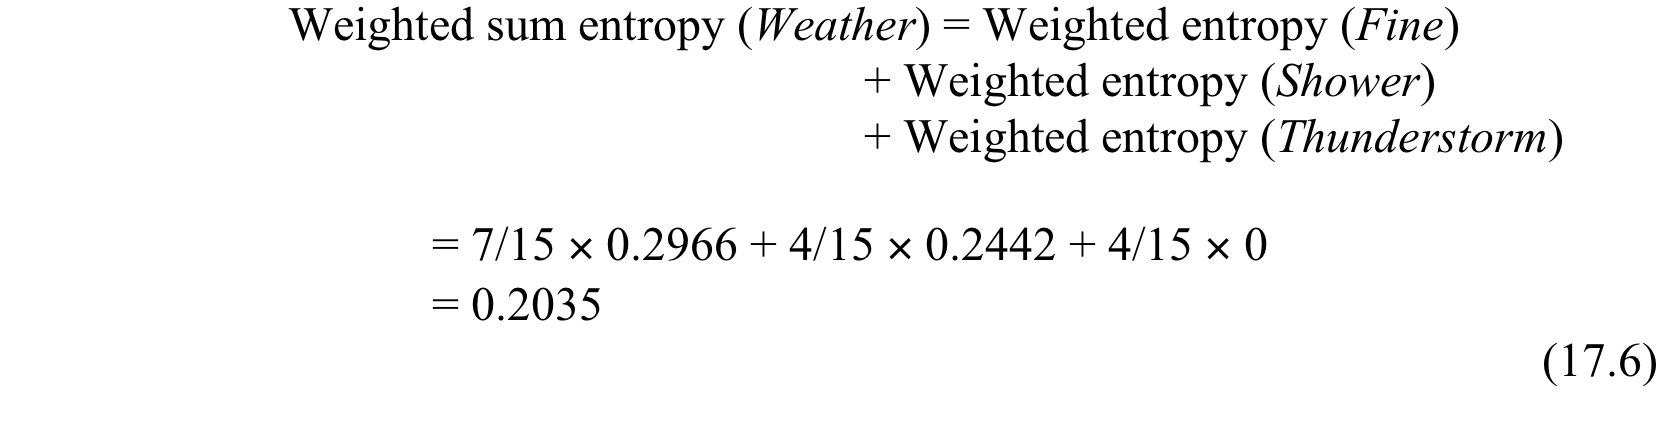 Weighted sum entropy (Weather) = Weighted entropy (Fine)
+ Weighted entropy (Shower)
+ Weighted entropy (Thunderstorm)
= 7/15 × 0.2966 + 4/15 × 0.2442 + 4/15 × 0
= 0.2035
(17.6)